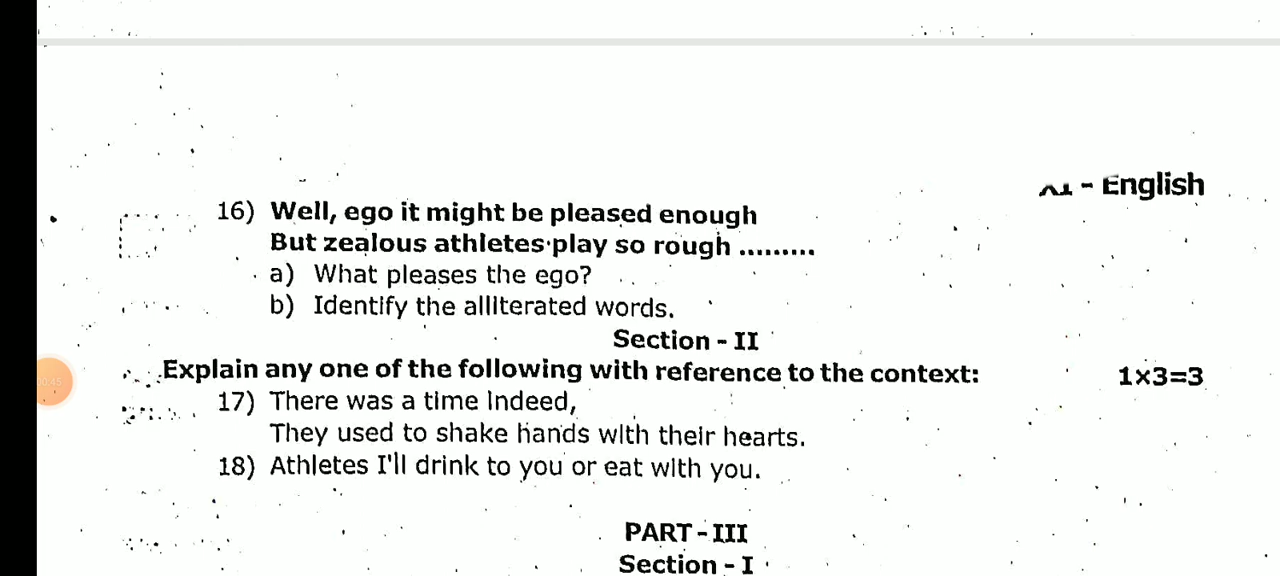 - English
16) Well, ego it might be pleased enough
But zealous athletes play so rough .........
a) What pleases the ego?
b) Identify the alliterated words.
Section - II
Explain any one of the following with reference to the context:
1x3=3
17) There was a time indeed,
They used to shake hands with their hearts.
18) Athletes I'll drink to you or eat with you.
PART - III
Section - I